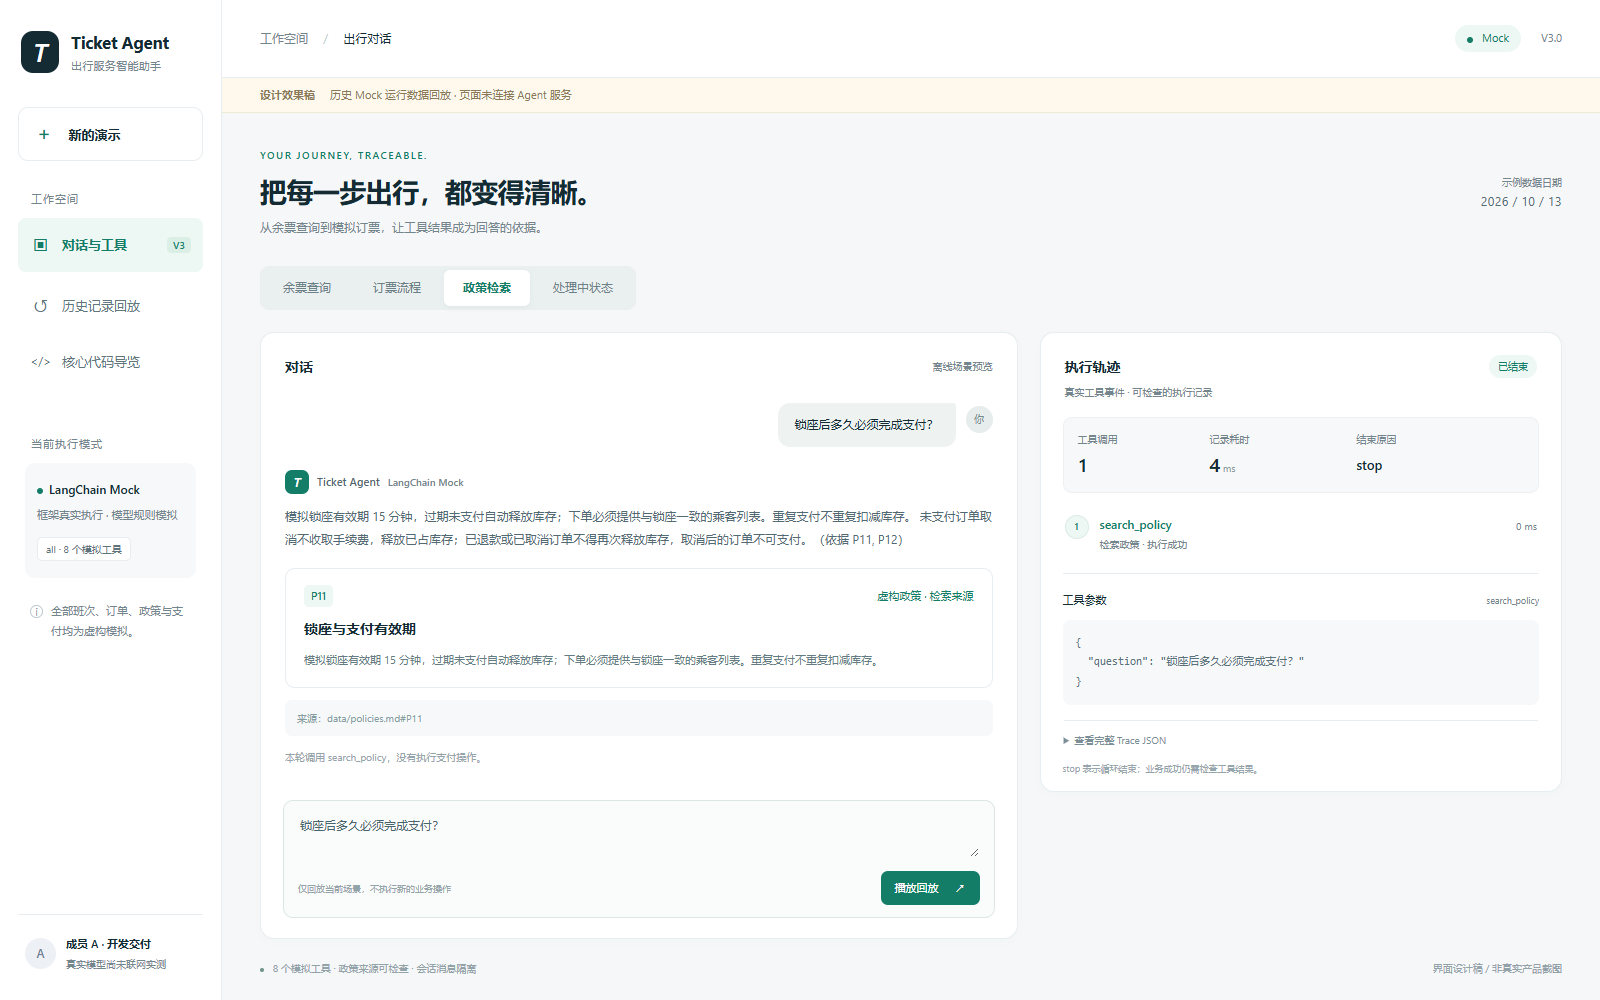 T
Ticket Agent
出行服务智能助手
+ 新的演示
工作空间
对话与工具 V3
历史记录回放
</> 核心代码导览
当前执行模式
LangChain Mock
框架真实执行 · 模型规则模拟
all · 8 个模拟工具
全部班次、订单、政策与支
付均为虚构模拟。
A
成员 A · 开发交付
真实模型尚未联网实测
工作空间 / 出行对话
Mock V3.0
设计效果稿 历史 Mock 运行数据回放 · 页面未连接 Agent 服务
YOUR JOURNEY, TRACEABLE.
把每一步出行，都变得清晰。
从余票查询到模拟订票，让工具结果成为回答的依据。
示例数据日期
2026 / 10 / 13
余票查询 订票流程 政策检索 处理中状态
对话 离线场景预览
锁座后多久必须完成支付？ 你
T Ticket Agent LangChain Mock
模拟锁座有效期 15 分钟，过期未支付自动释放库存；下单必须提供与锁座一致的乘客列表。重复支付不重复扣减库存。 未支付订单取
消不收取手续费，释放已占库存；已退款或已取消订单不得再次释放库存，取消后的订单不可支付。（依据 P11, P12）
P11 虚构政策 · 检索来源
锁座与支付有效期
模拟锁座有效期 15 分钟，过期未支付自动释放库存；下单必须提供与锁座一致的乘客列表。重复支付不重复扣减库存。
来源：data/policies.md#P11
本轮调用 search_policy，没有执行支付操作。
锁座后多久必须完成支付？
仅回放当前场景，不执行新的业务操作
播放回放 ↗
执行轨迹 已结束
真实工具事件 · 可检查的执行记录
工具调用 记录耗时 结束原因
1 4 ms stop
1 search_policy 0 ms
检索政策 · 执行成功
工具参数 search_policy
{
"question": "锁座后多久必须完成支付？"
}
▶ 查看完整 Trace JSON
stop 表示循环结束；业务成功仍需检查工具结果。
8 个模拟工具 · 政策来源可检查 · 会话消息隔离
界面设计稿 / 非真实产品截图